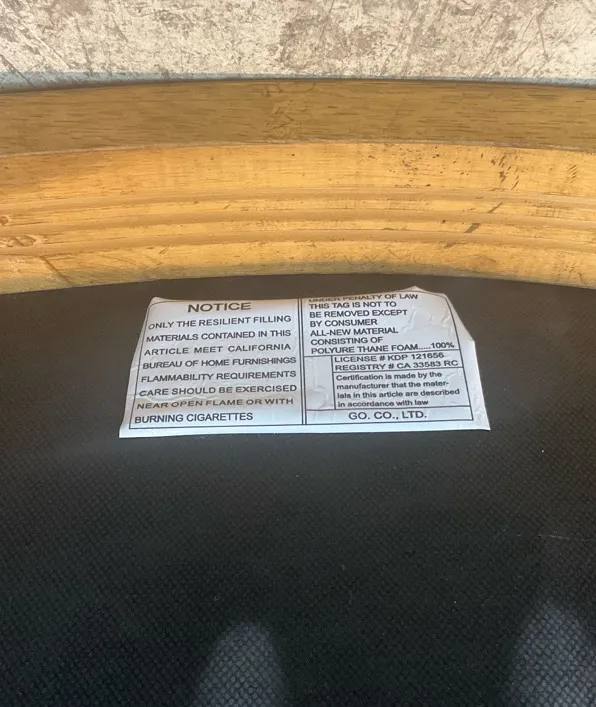 NOTICE
ONLY THE RESILIENT FILLING
MATERIALS CONTAINED IN THIS
ARTICLE MEET CALIFORNIA
BUREAU OF HOME FURNISHINGS
FLAMMABILITY REQUIREMENTS
CARE SHOULD BE EXERCISED
NEAR OPEN FLAME OR WITH
BURNING CIGARETTES
UNDER PENALTY OF LAW
THIS TAG IS NOT TO
BE REMOVED EXCEPT
BY CONSUMER
ALL-NEW MATERIAL
CONSISTING OF
POLYURE THANE FOAM.....100%
LICENSE # KDP 121656
REGISTRY # CA 33583 RC
Certification is made by the
manufacturer that the mater-
ials in this article are described
in accordance with law
GO. CO., LTD.